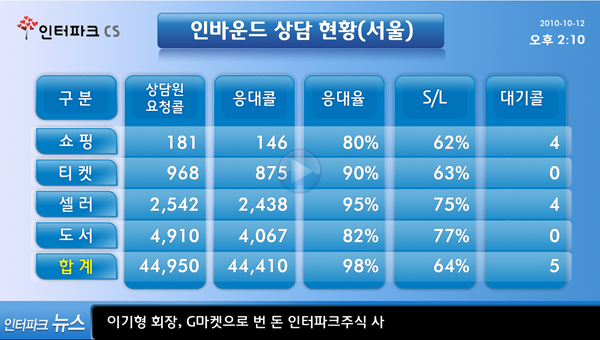 인터파크 CS
인바운드 상담 현황(서울)
2010-10-12
오후 2:10
구 분 상담원 요청콜 응대콜 응대율 S/L 대기콜
쇼 핑 181 146 80% 62% 4
티 켓 968 875 90% 63% 0
셀 러 2,542 2,438 95% 75% 4
도 서 4,910 4,067 82% 77% 0
합 계 44,950 44,410 98% 64% 5
인터파크 뉴스 이기형 회장, G마켓으로 번 돈 인터파크주식 사